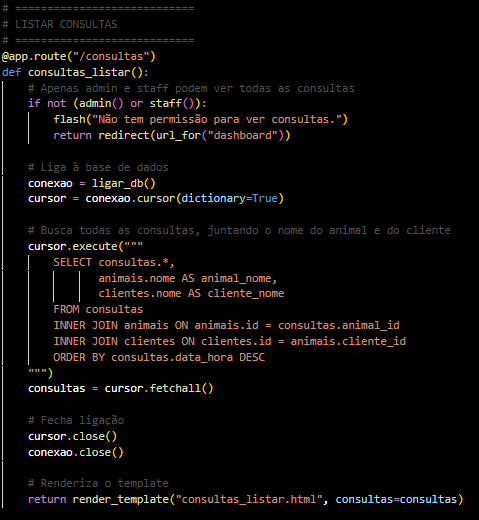 # ============================
# LISTAR CONSULTAS
# ============================
@app.route("/consultas")
def consultas_listar():
    # Apenas admin e staff podem ver todas as consultas
    if not (admin() or staff()):
        flash("Não tem permissão para ver consultas.")
        return redirect(url_for("dashboard"))

    # Liga à base de dados
    conexao = ligar_db()
    cursor = conexao.cursor(dictionary=True)

    # Busca todas as consultas, juntando o nome do animal e do cliente
    cursor.execute("""
        SELECT consultas.*,
               animais.nome AS animal_nome,
               clientes.nome AS cliente_nome
        FROM consultas
        INNER JOIN animais ON animais.id = consultas.animal_id
        INNER JOIN clientes ON clientes.id = animais.cliente_id
        ORDER BY consultas.data_hora DESC
    """)
    consultas = cursor.fetchall()

    # Fecha ligação
    cursor.close()
    conexao.close()

    # Renderiza o template
    return render_template("consultas_listar.html", consultas=consultas)